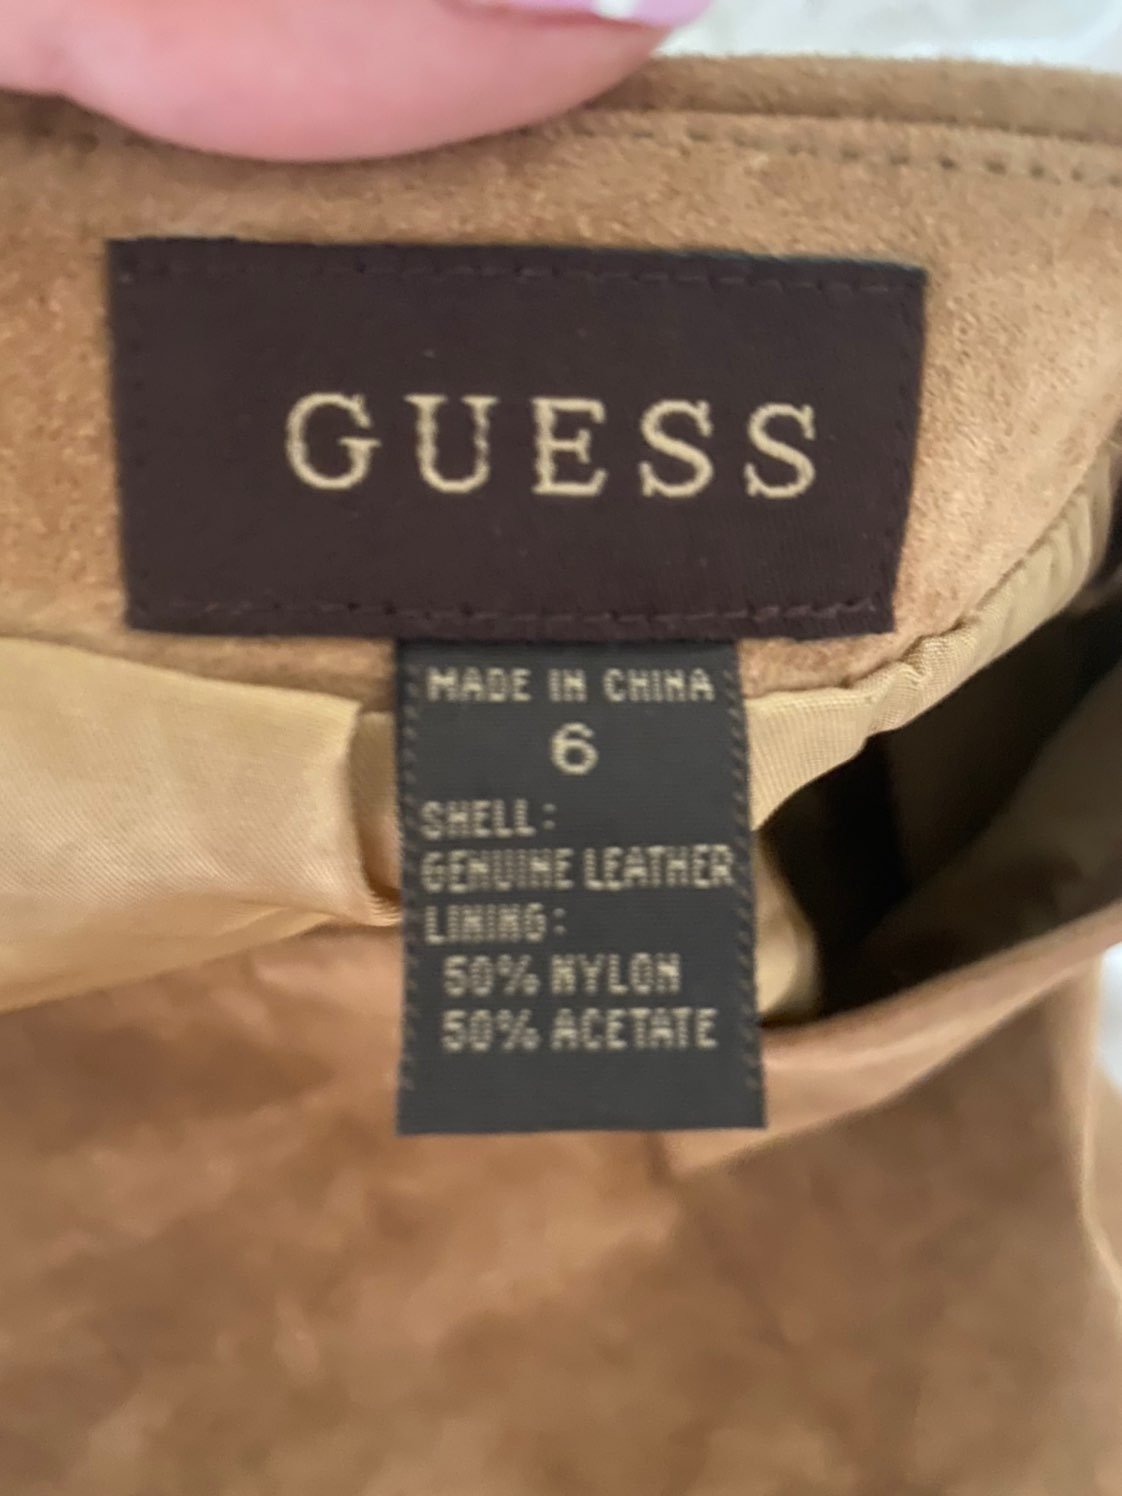 GUESS
MADE IN CHINA
6
SHELL:
GENUINE LEATHER
LINING:
50% NYLON
50% ACETATE